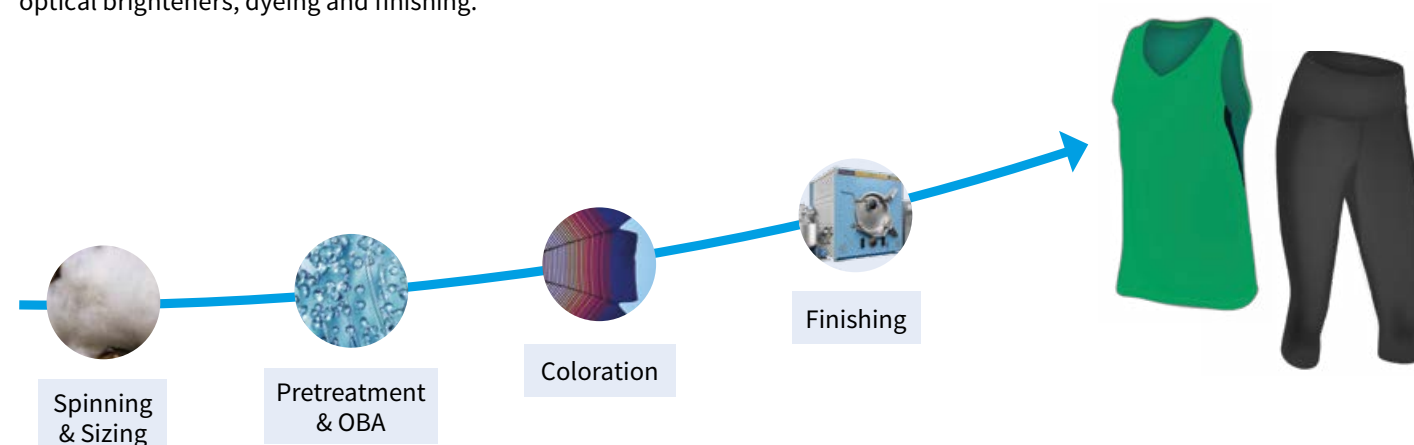 optical brighteners, dyeing and finishing.
Finishing
Coloration
Pretreatment
& OBA
Spinning
& Sizing